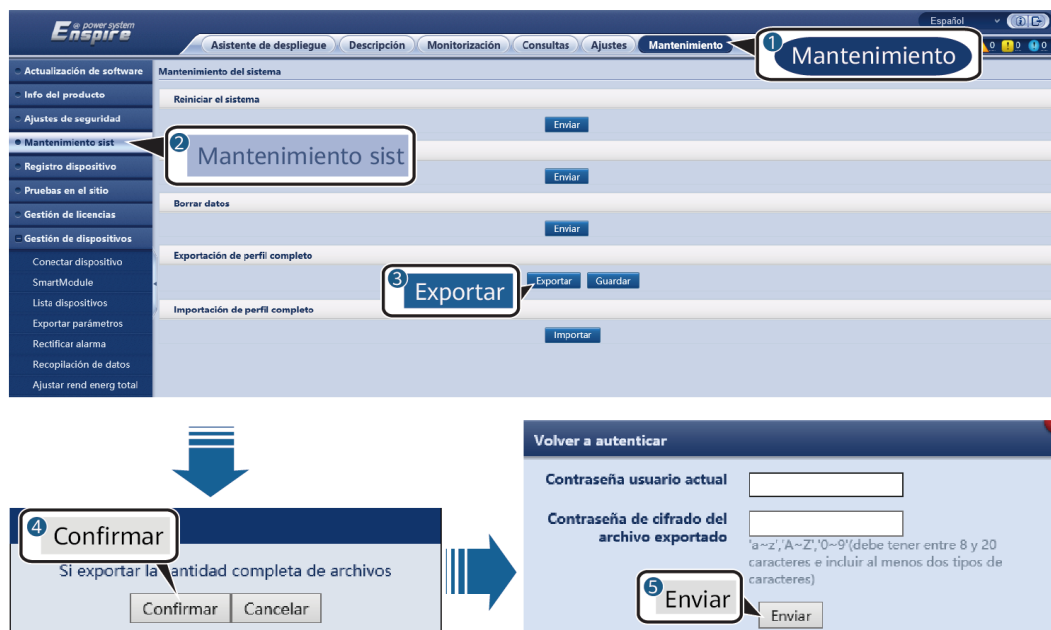 Español
@ power system
Enspire
Asistente de despliegue Descripción Monitorización Consultas Ajustes Mantenimiento
1 Mantenimiento
0 0 0
Actualización de software
Info del producto
Ajustes de seguridad
Mantenimiento sist
Registro dispositivo
Pruebas en el sitio
Gestión de licencias
Gestión de dispositivos
Conectar dispositivo
SmartModule
Lista dispositivos
Exportar parámetros
Rectificar alarma
Recopilación de datos
Ajustar rend energ total
Mantenimiento del sistema
Reiniciar el sistema
Enviar
2 Mantenimiento sist
Enviar
Borrar datos
Enviar
Exportación de perfil completo
3 Exportar
Exportar Guardar
Importación de perfil completo
Importar
4 Confirmar
Si exportar la cantidad completa de archivos
Confirmar Cancelar
Volver a autenticar
Contraseña usuario actual
Contraseña de cifrado del
archivo exportado
'a~z','A~Z','0~9'(debe tener entre 8 y 20
caracteres e incluir al menos dos tipos de
caracteres)
5 Enviar
Enviar